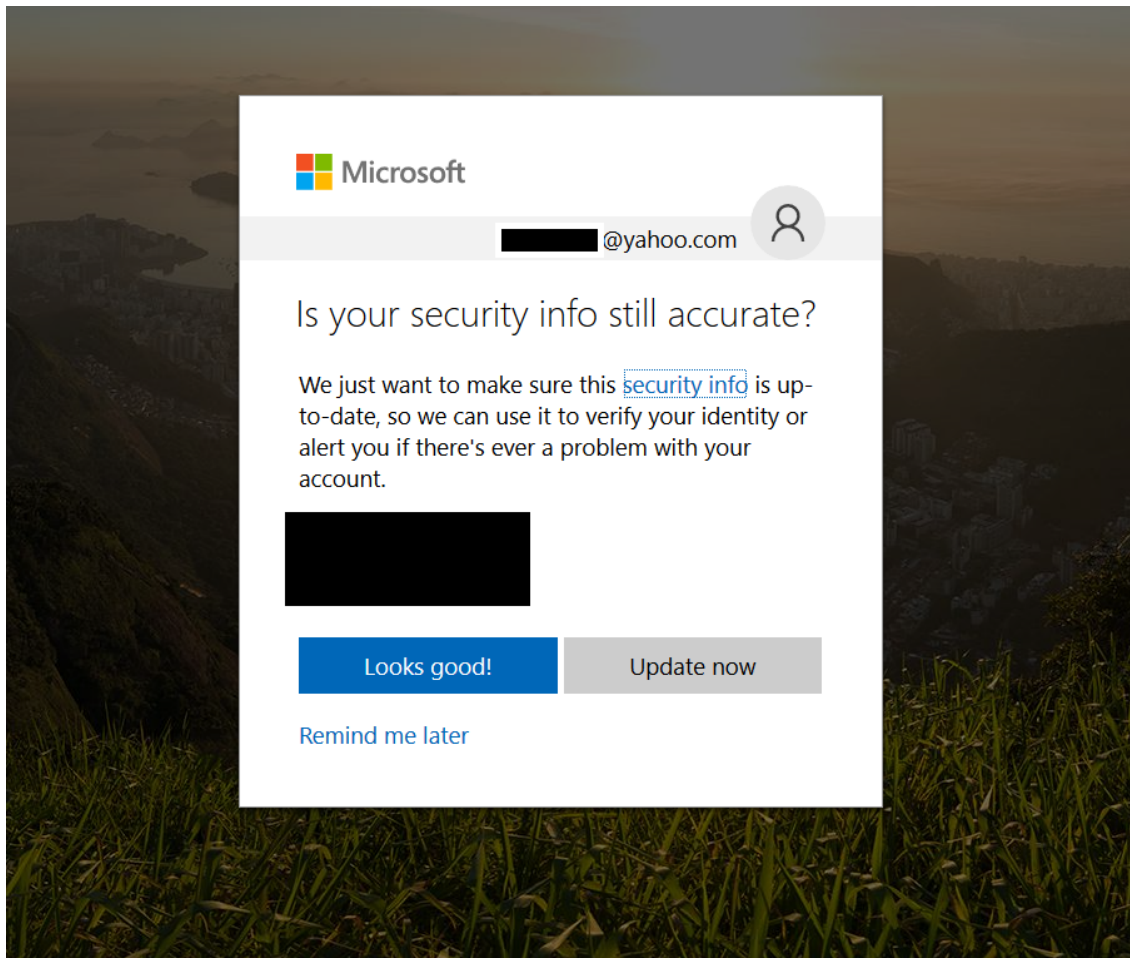 Microsoft
@yahoo.com
Is your security info still accurate?
We just want to make sure this security info is up-
to-date, so we can use it to verify your identity or
alert you if there's ever a problem with your
account.
Looks good!
Update now
Remind me later